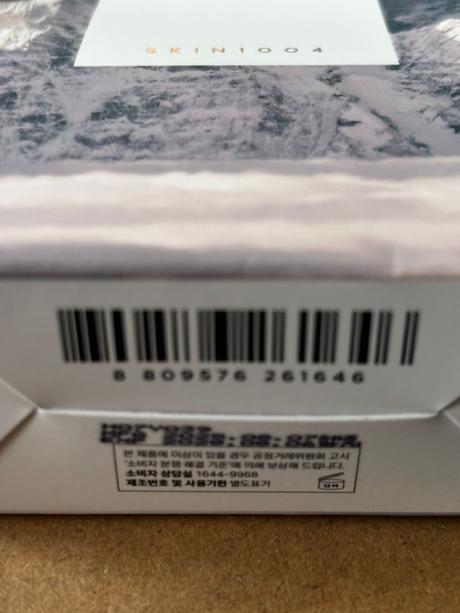 SKIN1004
8 809576 261646
본 제품에 이상이 있을 경우 공정거래위원회 고시
'소비자 분쟁 해결 기준'에 의해 보상해 드립니다.
소비자 상담실 1644-9968
제조번호 및 사용기한 별도표기
12M